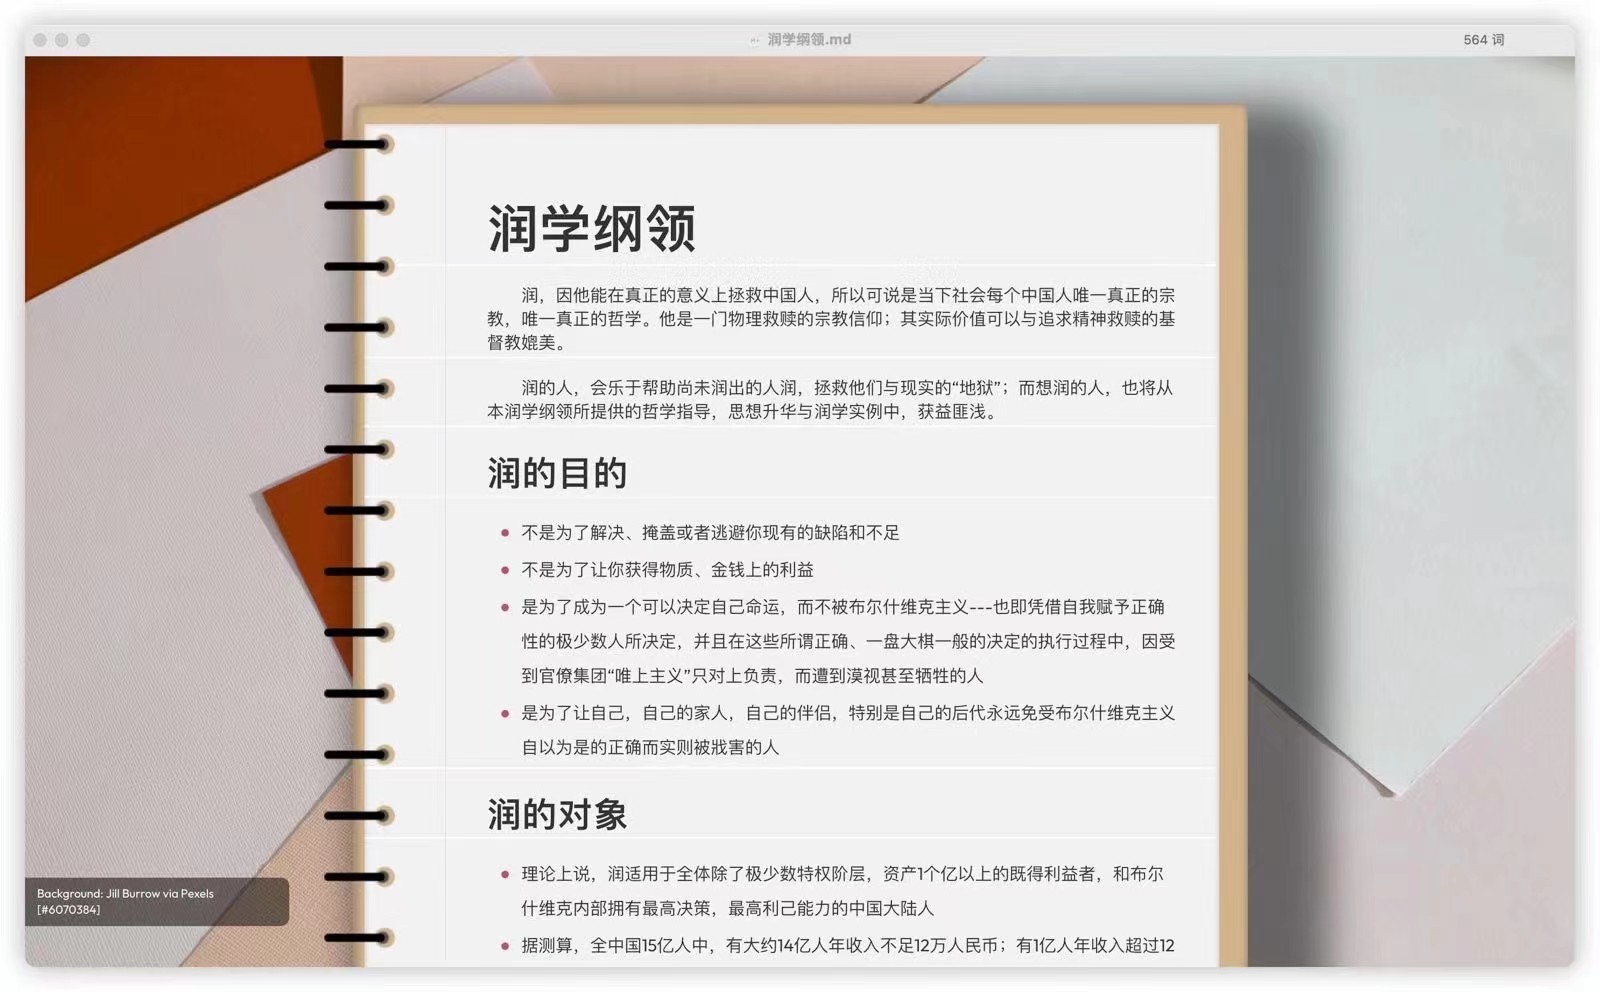 润学纲领.md
564 词
润学纲领
润，因他能在真正的意义上拯救中国人，所以可说是当下社会每个中国人唯一真正的宗
教，唯一真正的哲学。他是一门物理救赎的宗教信仰；其实际价值可以与追求精神救赎的基
督教媲美。
润的人，会乐于帮助尚未润出的人润，拯救他们与现实的“地狱”；而想润的人，也将从
本润学纲领所提供的哲学指导，思想升华与润学实例中，获益匪浅。
润的目的
不是为了解决、掩盖或者逃避你现有的缺陷和不足
不是为了让你获得物质、金钱上的利益
是为了成为一个可以决定自己命运，而不被布尔什维克主义---也即凭借自我赋予正确
性的极少数人所决定，并且在这些所谓正确、一盘大棋一般的决定的执行过程中，因受
到官僚集团“唯上主义”只对上负责，而遭到漠视甚至牺牲的人
是为了让自己，自己的家人，自己的伴侣，特别是自己的后代永远免受布尔什维克主义
自以为是的正确而实则被戕害的人
润的对象
理论上说，润适用于全体除了极少数特权阶层，资产1个亿以上的既得利益者，和布尔
什维克内部拥有最高决策，最高利己能力的中国大陆人
据测算，全中国15亿人中，有大约14亿人年收入不足12万人民币；有1亿人年收入超过12
Background: Jill Burrow via Pexels
[#6070384]